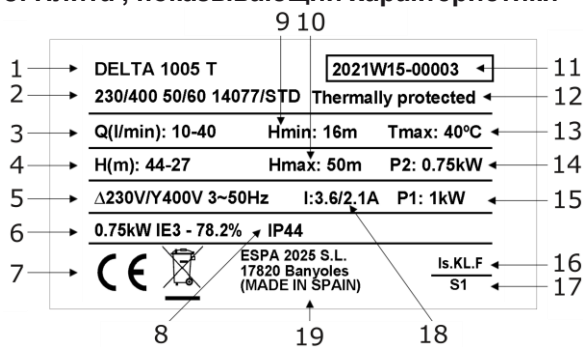 910
1 DELTA 1005 T 2021W15-00003 11
2 230/400 50/60 14077/STD Thermally protected 12
3 Q(l/min): 10-40 Hmin: 16m Tmax: 40ºC 13
4 H(m): 44-27 Hmax: 50m P2: 0.75kW 14
5 Δ230V/Y400V 3~50Hz I:3.6/2.1A P1: 1kW 15
6 0.75kW IE3 - 78.2% IP44
7 CE ESPA 2025 S.L. Is.KL.F 16
17820 Banyoles S1 17
(MADE IN SPAIN)
8 19 18